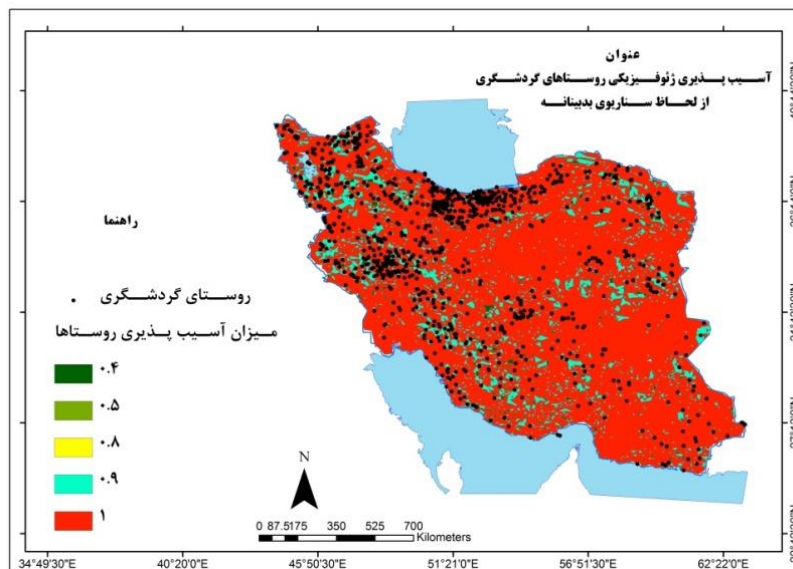 عنوان
آسیب پذیری ژئوفیزیکی روستاهای گردشگری
از لحاظ سناریوی بدبینانه
راهنما
روستای گردشگری
میزان آسیب پذیری روستاها
۰.۴
۰.۵
۰.۸
۰.۹
۱
N
0 87.5175 350 525 700
Kilometers
34°49'30"E 40°20'0"E 45°50'30"E 51°21'0"E 56°51'30"E 62°22'0"E